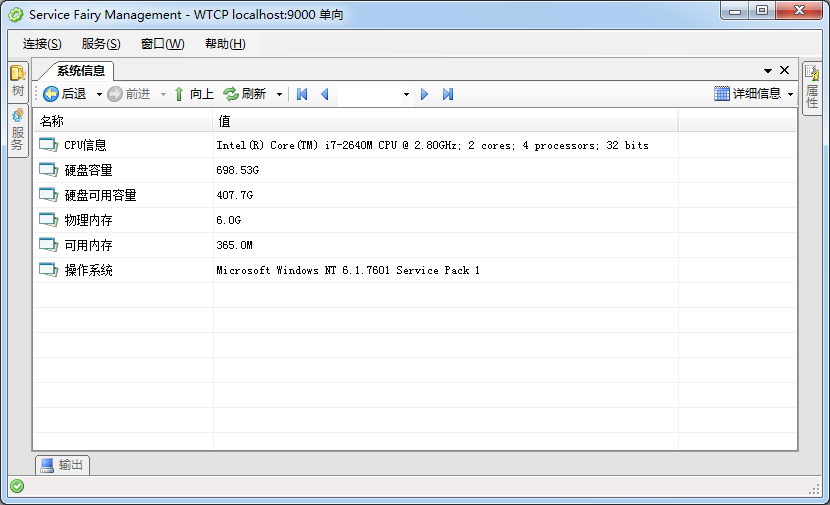 Service Fairy Management - WTCP localhost:9000 单向
连接(S) 服务(S) 窗口(W) 帮助(H)
树
服务
系统信息
后退 前进 向上 刷新 详细信息
属性
名称 值
CPU信息 Intel(R) Core(TM) i7-2640M CPU @ 2.80GHz; 2 cores; 4 processors; 32 bits
硬盘容量 698.53G
硬盘可用容量 407.7G
物理内存 6.0G
可用内存 365.0M
操作系统 Microsoft Windows NT 6.1.7601 Service Pack 1
输出